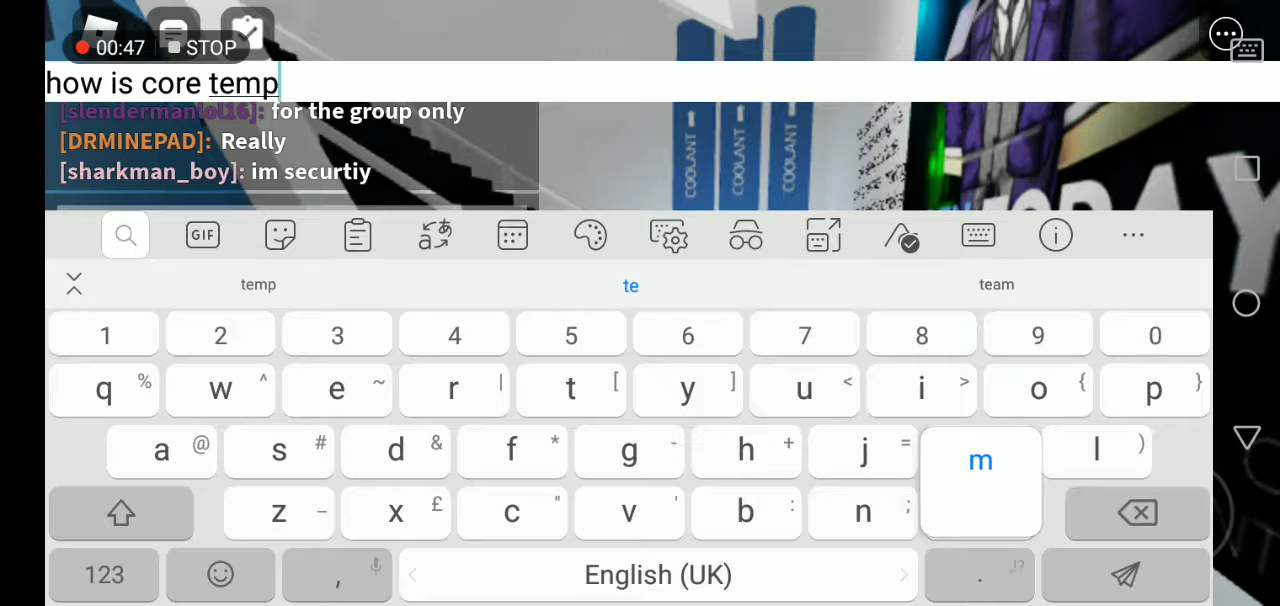 00:47 STOP
how is core temp
[slendermanlol16]: for the group only
[DRMINEPAD]: Really
[sharkman_boy]: im securtiy
COOLANT COOLANT COOLANT
GIF
temp te team
1 2 3 4 5 6 7 8 9 0
q % w ^ e ~ r | t [ y ] u < i > o { p }
a @ s # d & f * g - h + j = l )
z _ x £ c " v ' b : n ; m
123 , English (UK) . ,!?